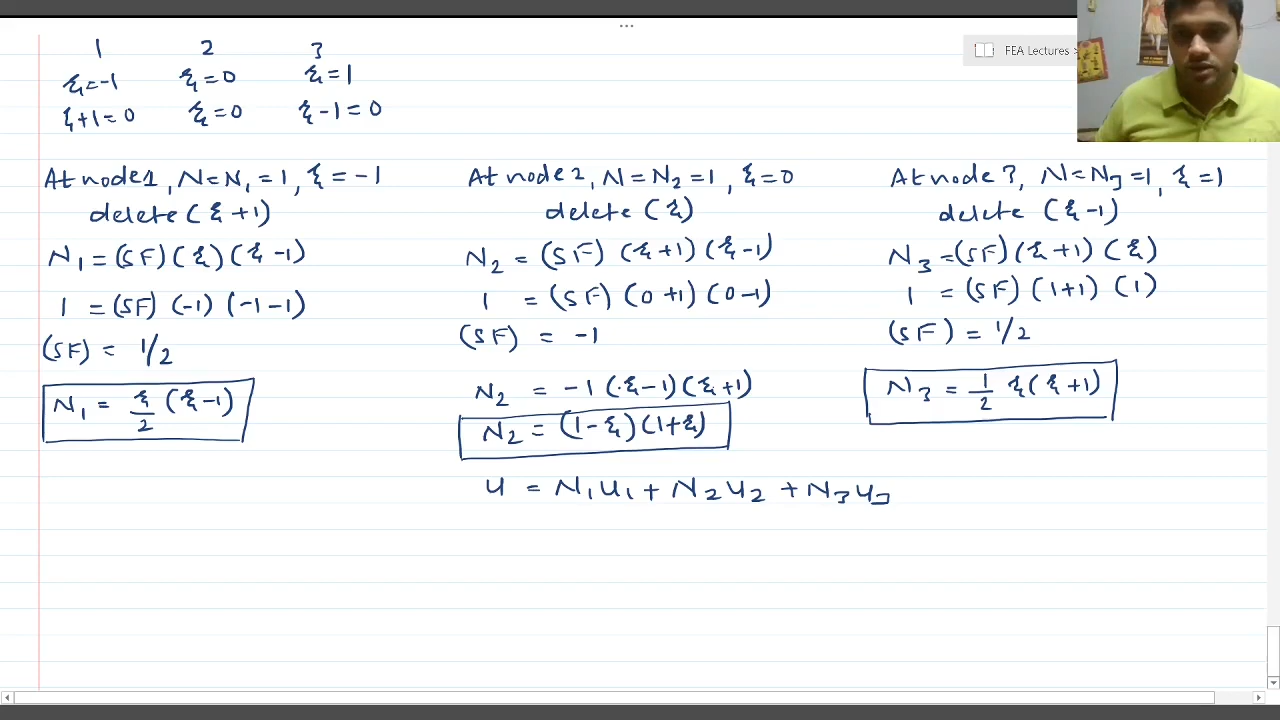 1 2 3
ξ=-1 ξ=0 ξ=1
ξ+1=0 ξ=0 ξ-1=0
FEA Lectures >
At node 1, N=N₁=1, ξ=-1
delete (ξ+1)
N₁=(SF)(ξ)(ξ-1)
1 = (SF) (-1) (-1-1)
(SF) = 1/2
N₁ = ξ/2 (ξ-1)
At node 2, N=N₂=1, ξ=0
delete (ξ)
N₂ = (SF) (ξ+1) (ξ-1)
1 = (SF) (0+1) (0-1)
(SF) = -1
N₂ = -1(ξ-1)(ξ+1)
N₂ = (1-ξ)(1+ξ)
At node 3, N=N₃=1, ξ=1
delete (ξ-1)
N₃=(SF)(ξ+1)(ξ)
1 = (SF) (1+1) (1)
(SF) = 1/2
N₃ = 1/2 ξ(ξ+1)
u = N₁u₁ + N₂u₂ + N₃u₃